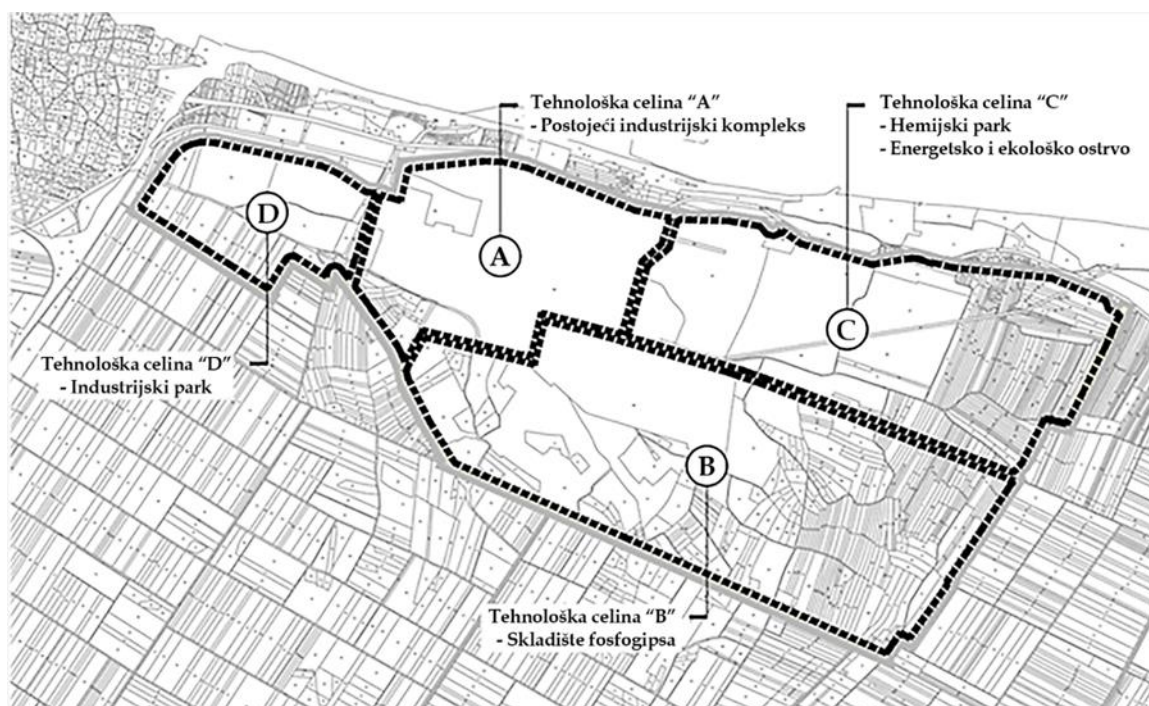 Tehnološka celina “A”
- Postojeći industrijski kompleks
Tehnološka celina “C”
- Hemijski park
- Energetsko i ekološko ostrvo
D
A
C
Tehnološka celina “D”
- Industrijski park
B
Tehnološka celina “B”
- Skladište fosfogipsa